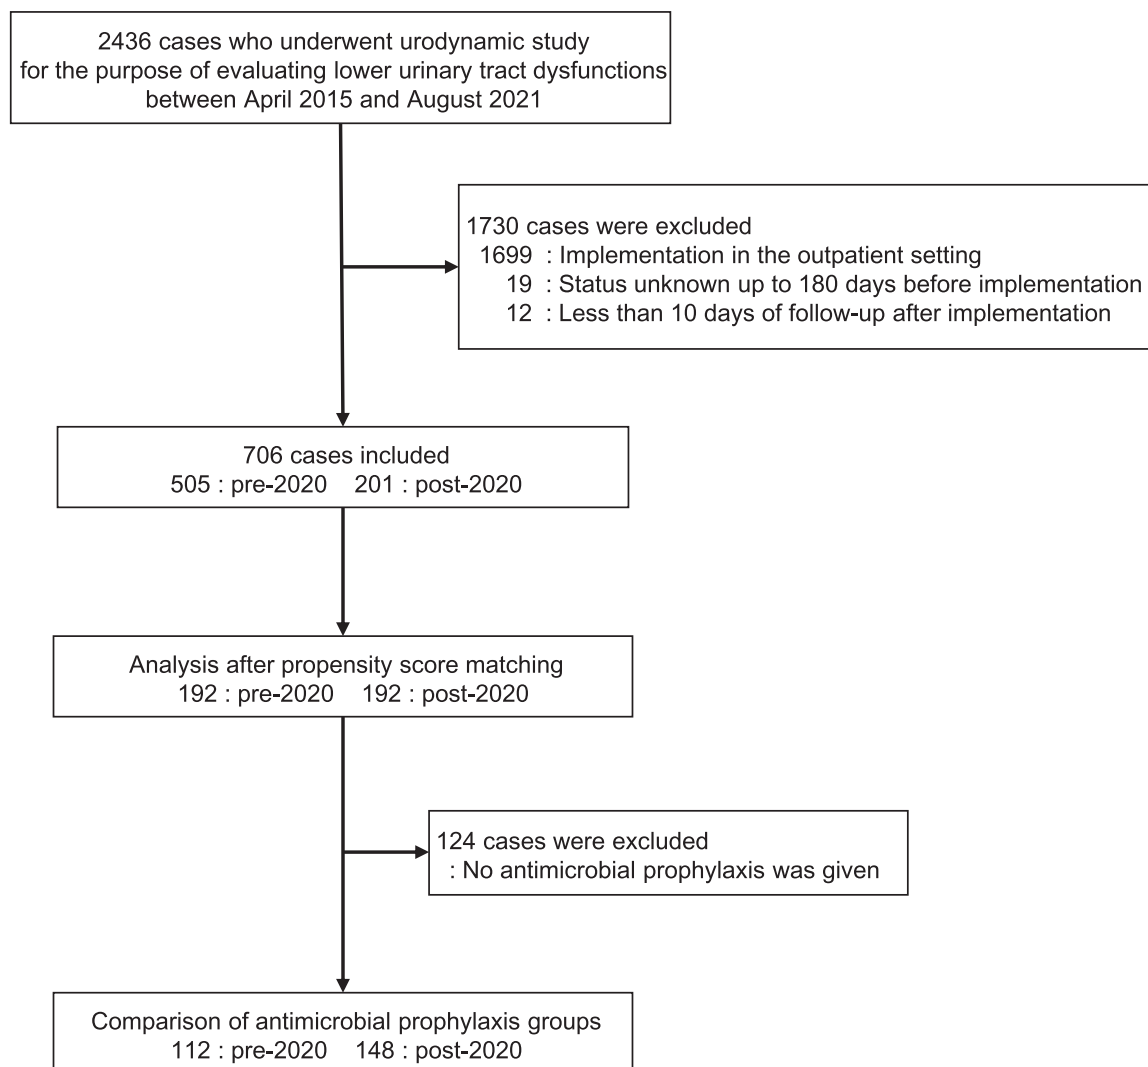 2436 cases who underwent urodynamic study
for the purpose of evaluating lower urinary tract dysfunctions
between April 2015 and August 2021
1730 cases were excluded
1699 : Implementation in the outpatient setting
19 : Status unknown up to 180 days before implementation
12 : Less than 10 days of follow-up after implementation
706 cases included
505 : pre-2020 201 : post-2020
Analysis after propensity score matching
192 : pre-2020 192 : post-2020
124 cases were excluded
: No antimicrobial prophylaxis was given
Comparison of antimicrobial prophylaxis groups
112 : pre-2020 148 : post-2020